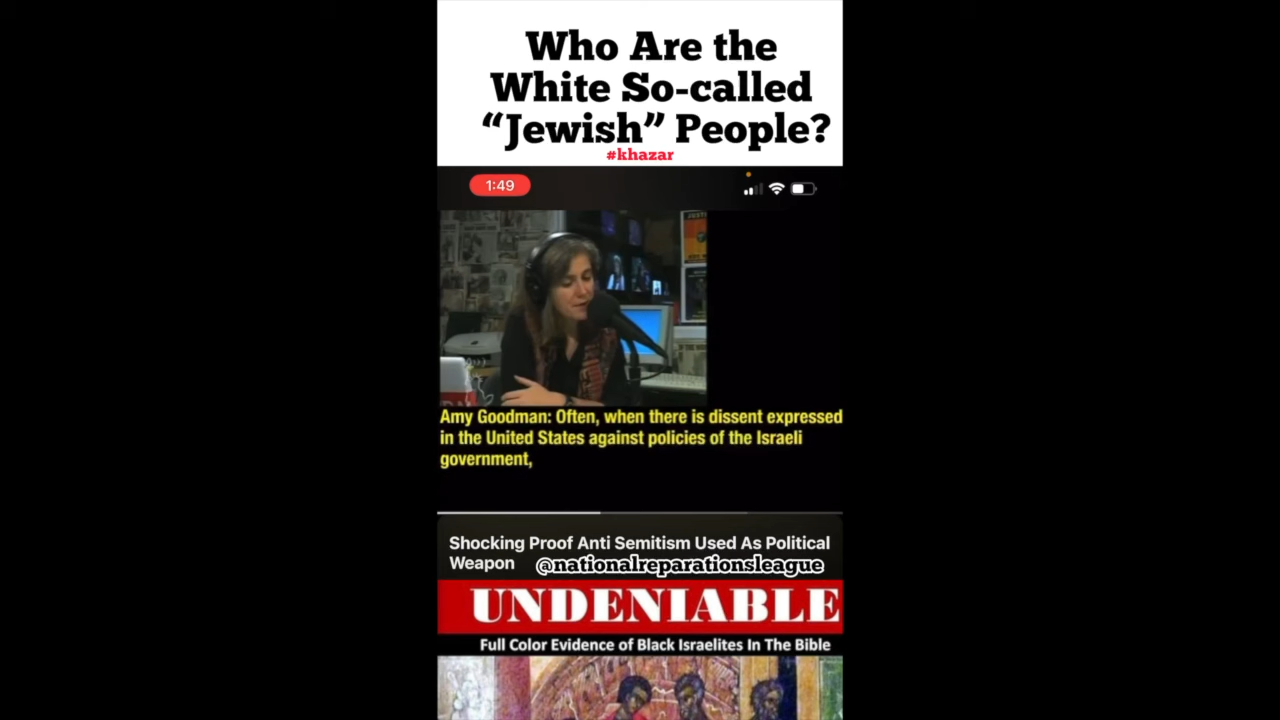 Who Are the
White So-called
“Jewish” People?
#khazar
1:49
Amy Goodman: Often, when there is dissent expressed
in the United States against policies of the Israeli
government,
Shocking Proof Anti Semitism Used As Political
Weapon @nationalreparationsleague
UNDENIABLE
Full Color Evidence of Black Israelites In The Bible